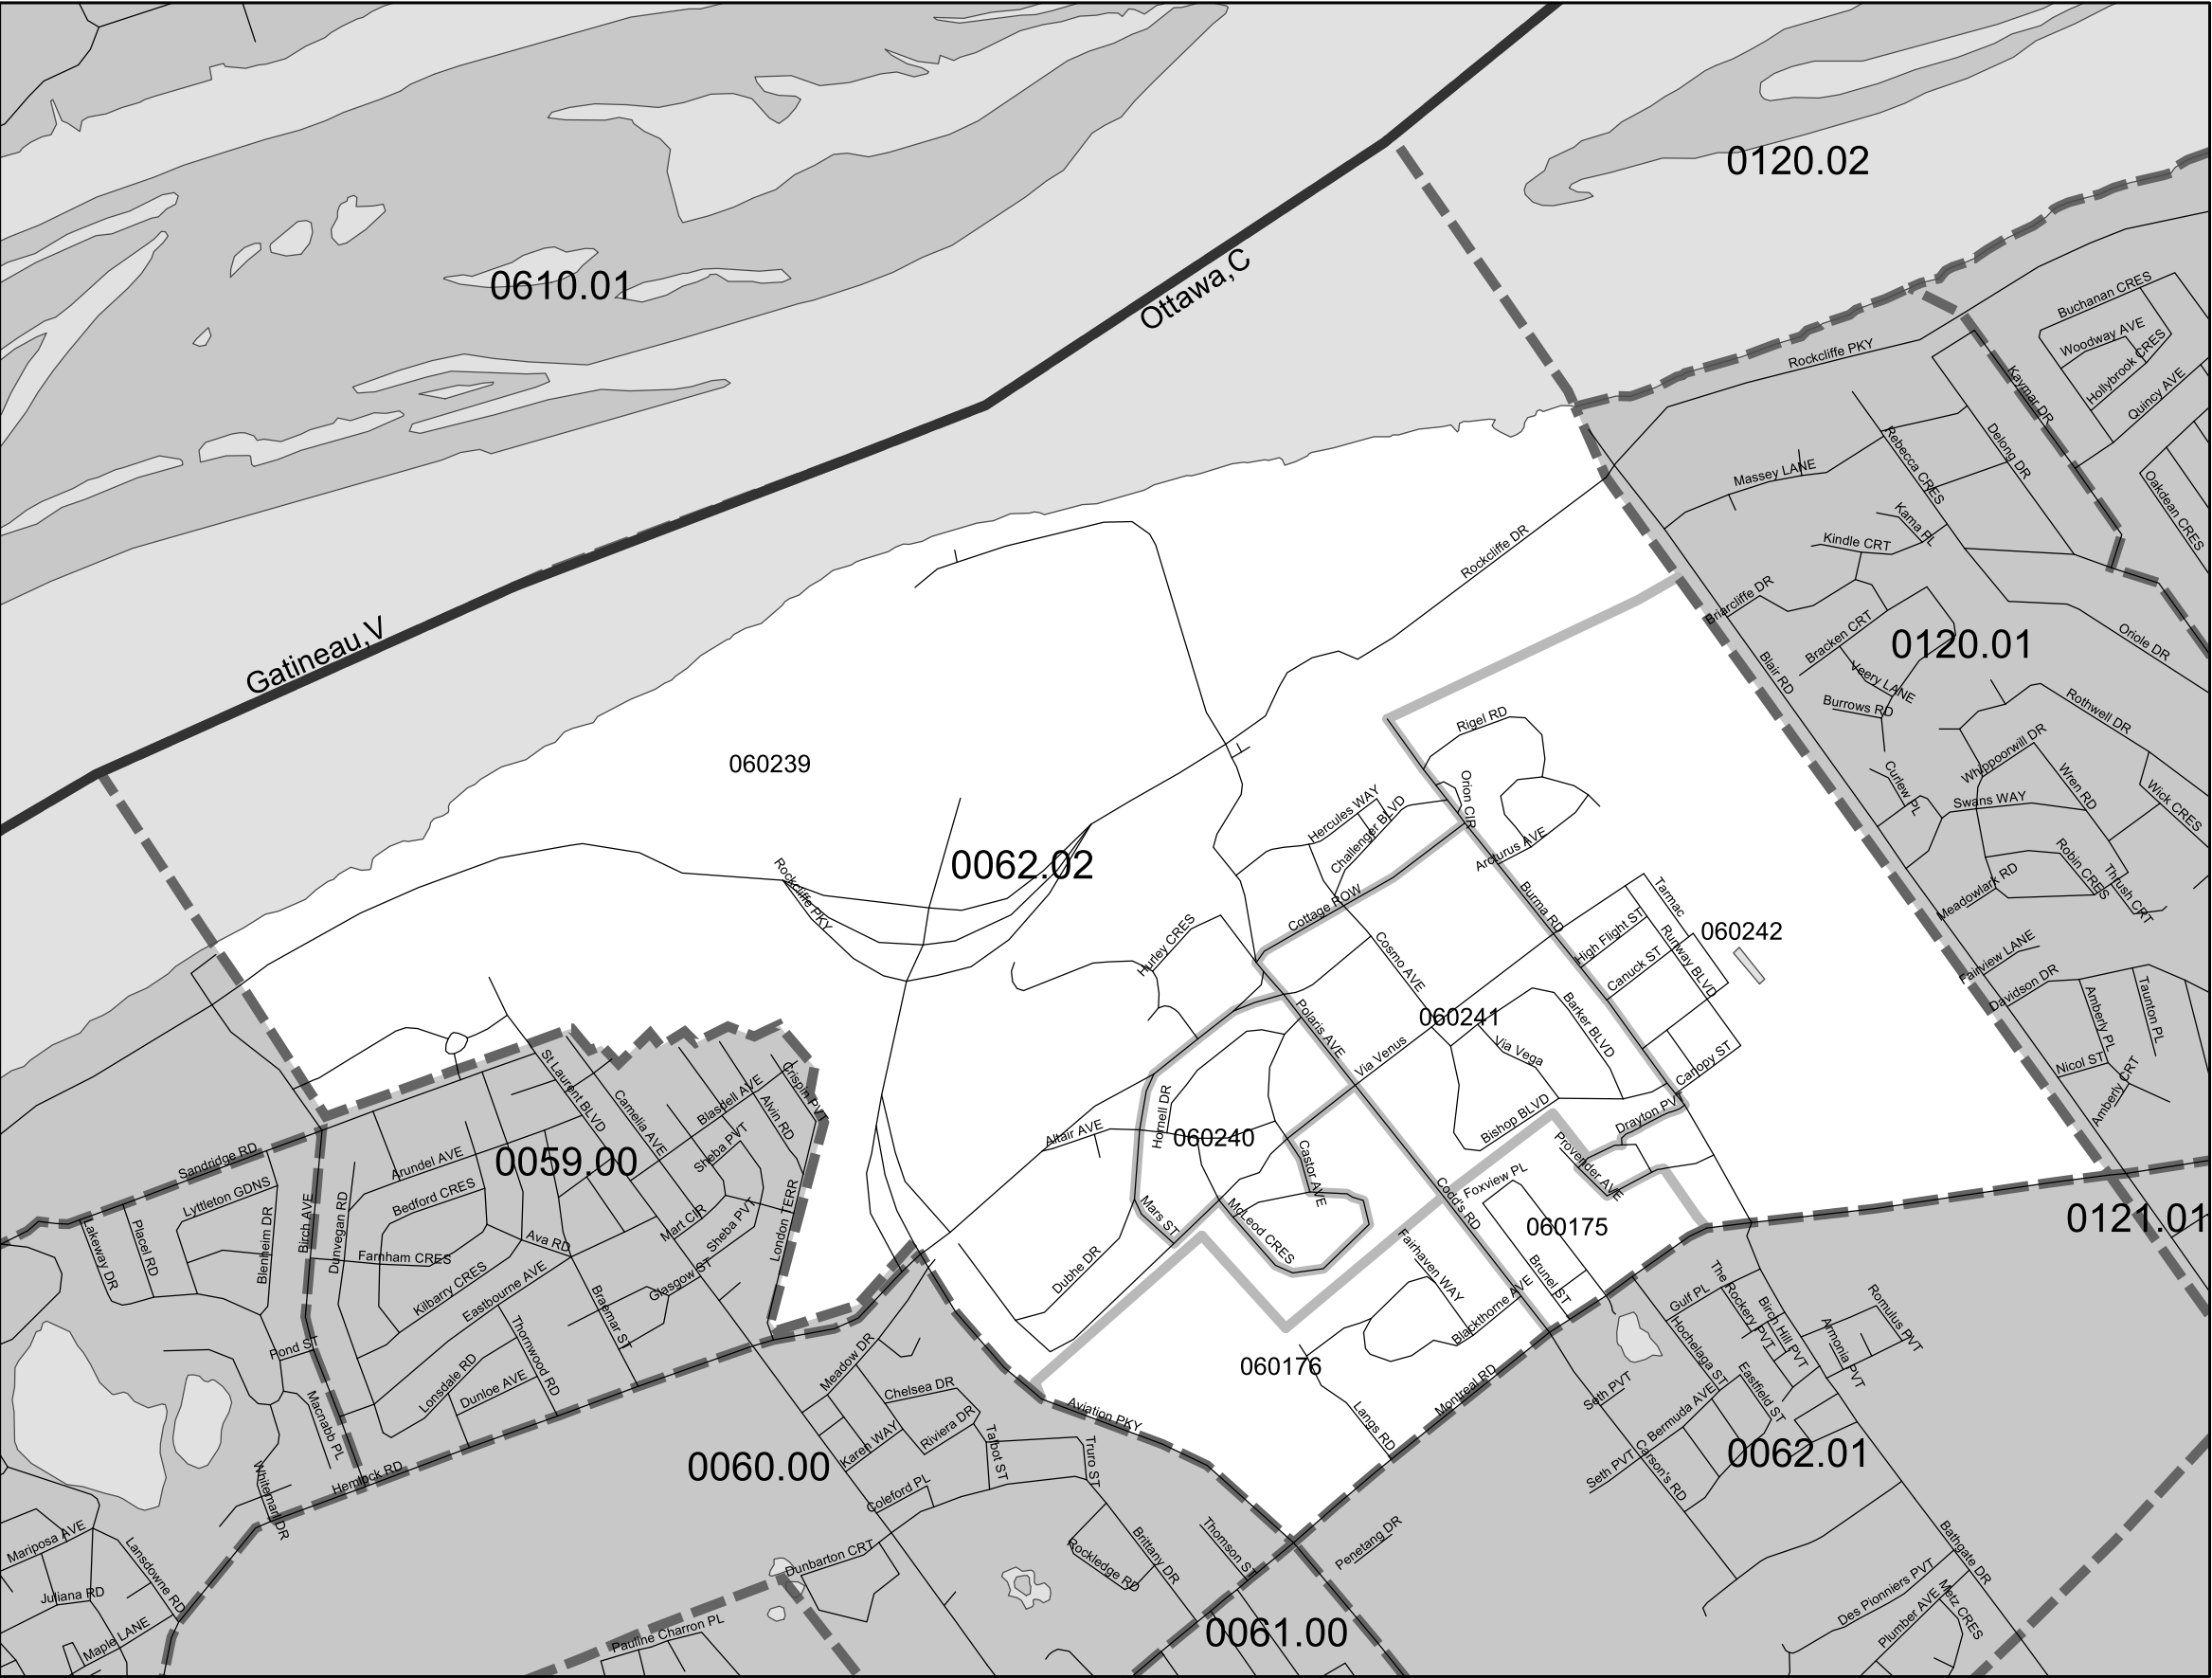 0120.02
0610.01
Ottawa,C
Gatineau,V
Rockcliffe PKY
Buchanan CRES
Woodway AVE
Hollybrook CRES
Quincy AVE
Kaymar DR
Oakdean CRES
Delong DR
Rebecca CRES
Massey LANE
Kama PL
Kindle CRT
Briarcliffe DR
Bracken CRT
0120.01
Oriole DR
Veery LANE
Burrows RD
Blair RD
Rothwell DR
Whippoorwill DR
Wren RD
Wick CRES
Curlew PL
Swans WAY
Robin CRES
Thrush CRT
Meadowlark RD
Fairview LANE
Davidson DR
Amberly PL
Taunton PL
Nicol ST
Amberly CRT
0121.01
Rockcliffe DR
060239
0062.02
Rockcliffe PKY
Rigel RD
Orion CIR
Hercules WAY
Challenger BLVD
Arcturus AVE
Cottage ROW
Burma RD
Tarmac
High Flight ST
Runway BLVD
Canuck ST
060242
Hurley CRES
Cosmo AVE
060241
Polaris AVE
Via Venus
Via Vega
Barker BLVD
Bishop BLVD
Canopy ST
Drayton PVT
Provender AVE
Altair AVE
Hornell DR
060240
Castor AVE
Mars ST
McLeod CRES
Dubhe DR
Codd's RD
Foxview PL
060175
Brunel ST
Fairhaven WAY
Blackthorne AVE
060176
Langs RD
Montreal RD
Aviation PKY
St Laurent BLVD
Camelia AVE
Blasdell AVE
Alvin RD
Crispin PVT
0059.00
Sheba PVT
Sheba PVT
Mart CIR
London TERR
Glasgow ST
Sandridge RD
Lyttleton GDNS
Lakeway DR
Placel RD
Blenheim DR
Birch AVE
Dunvegan RD
Arundel AVE
Bedford CRES
Farnham CRES
Ava RD
Kilbarry CRES
Eastbourne AVE
Braemar ST
Thornwood RD
Lonsdale RD
Dunloe AVE
Pond ST
Macnabb PL
Hemlock RD
Whitemarl DR
Mariposa AVE
Lansdowne RD
Juliana RD
Maple LANE
0060.00
Meadow DR
Chelsea DR
Karen WAY
Riviera DR
Talbot ST
Truro ST
Coleford PL
Dunbarton CRT
Pauline Charron PL
Rockledge RD
Brittany DR
Thomson ST
Penetang DR
0061.00
Gulf PL
The Rockery PVT
Birch Hill PVT
Hochelaga ST
Armonia PVT
Romulus PVT
Eastfield ST
Seth PVT
C Bermuda AVE
Seth PVT
Carson's RD
0062.01
Bathgate DR
Des Pionniers PVT
Plumber AVE
Metz CRES